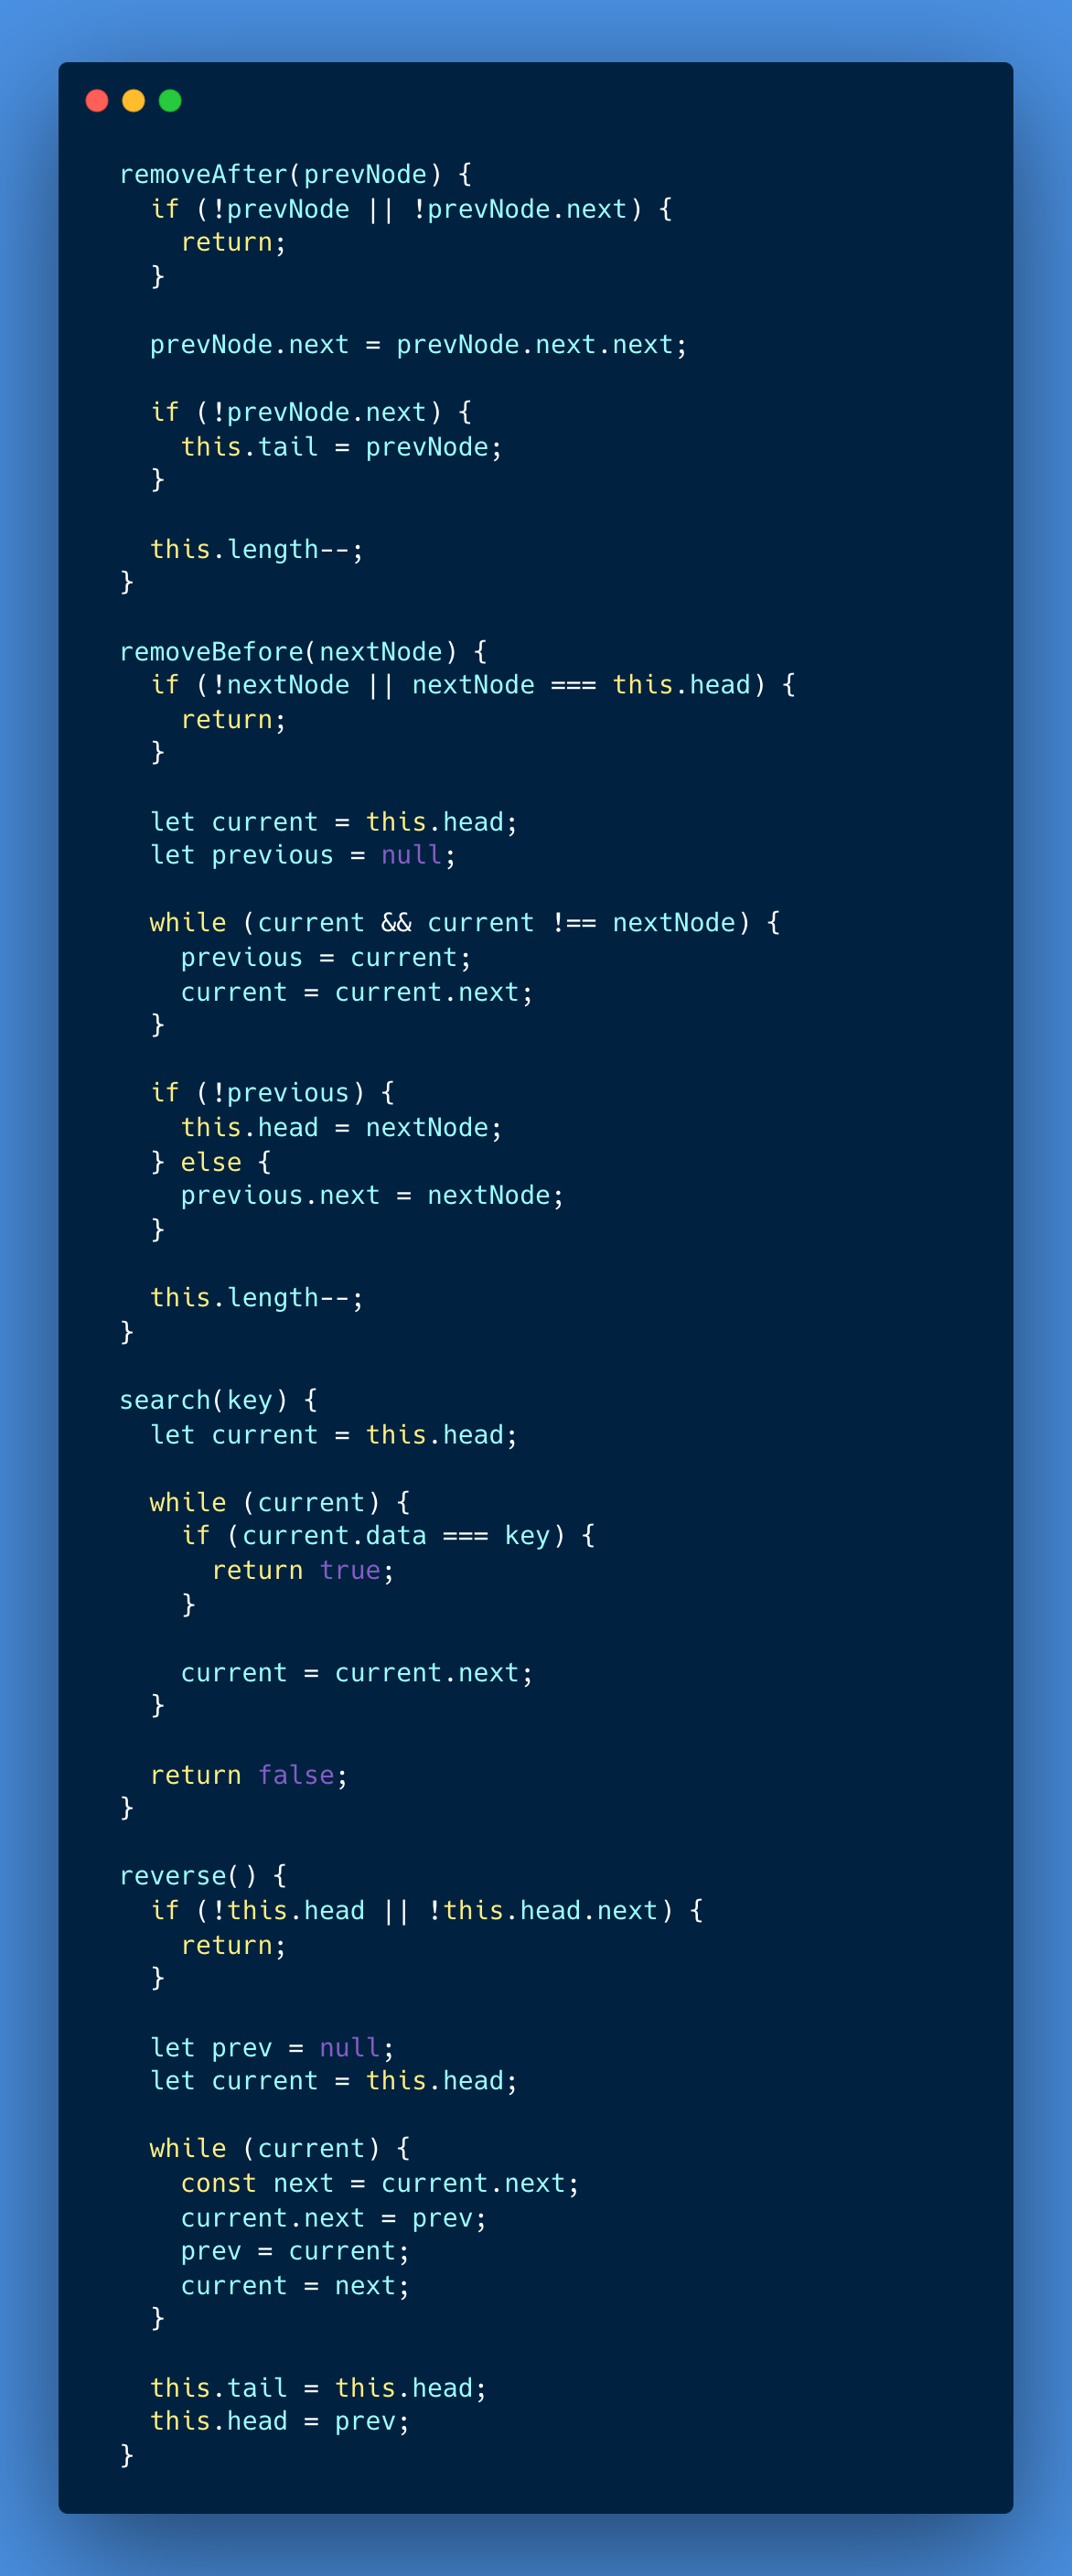 removeAfter(prevNode) {
  if (!prevNode || !prevNode.next) {
    return;
  }

  prevNode.next = prevNode.next.next;

  if (!prevNode.next) {
    this.tail = prevNode;
  }

  this.length--;
}

removeBefore(nextNode) {
  if (!nextNode || nextNode === this.head) {
    return;
  }

  let current = this.head;
  let previous = null;

  while (current && current !== nextNode) {
    previous = current;
    current = current.next;
  }

  if (!previous) {
    this.head = nextNode;
  } else {
    previous.next = nextNode;
  }

  this.length--;
}

search(key) {
  let current = this.head;

  while (current) {
    if (current.data === key) {
      return true;
    }

    current = current.next;
  }

  return false;
}

reverse() {
  if (!this.head || !this.head.next) {
    return;
  }

  let prev = null;
  let current = this.head;

  while (current) {
    const next = current.next;
    current.next = prev;
    prev = current;
    current = next;
  }

  this.tail = this.head;
  this.head = prev;
}